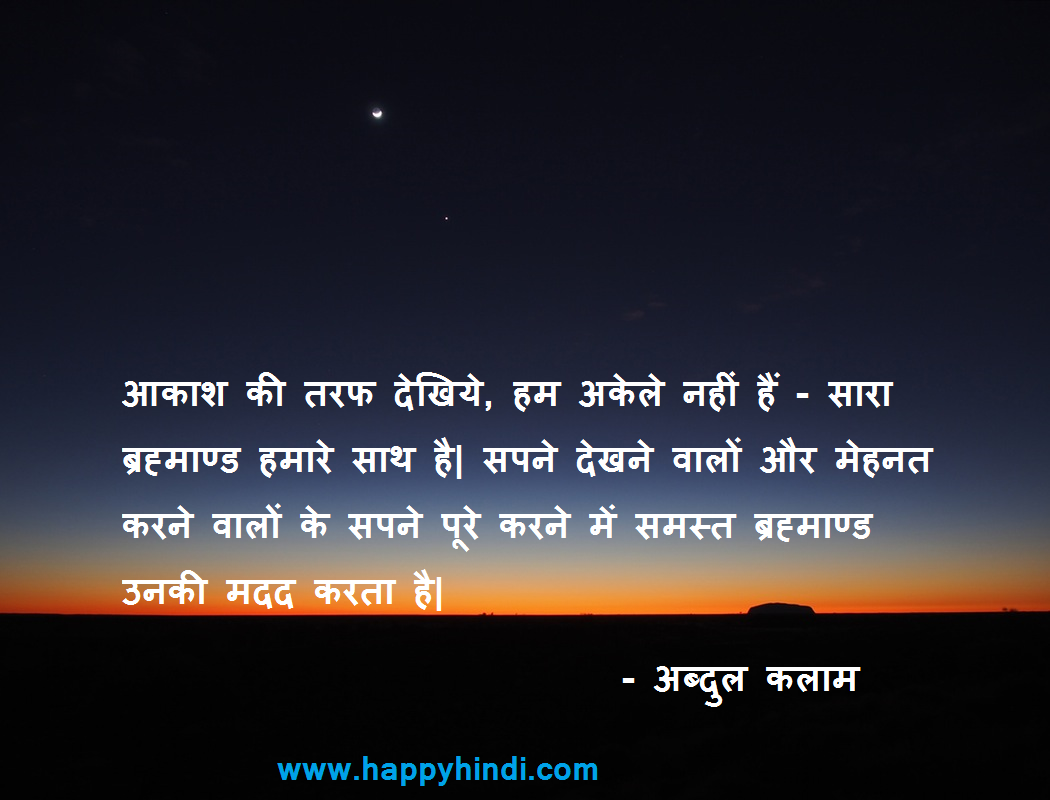 आकाश की तरफ देखिये, हम अकेले नहीं हैं - सारा
ब्रह्माण्ड हमारे साथ है| सपने देखने वालों और मेहनत
करने वालों के सपने पूरे करने में समस्त ब्रह्माण्ड
उनकी मदद करता है|
- अब्दुल कलाम
www.happyhindi.com